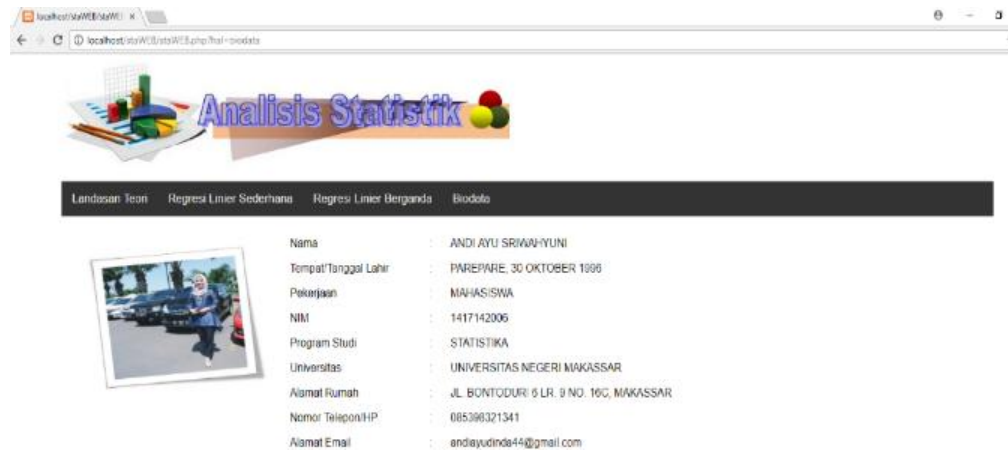 localhost/staWEB/staWEB
localhost/staWEB/staWEB.php?hal=biodata
Analisis Statistik
Landasan Teori Regresi Linier Sederhana Regresi Linier Berganda Biodata
Nama : ANDI AYU SRIWAHYUNI
Tempat/Tanggal Lahir : PAREPARE, 30 OKTOBER 1996
Pekerjaan : MAHASISWA
NIM : 1417142006
Program Studi : STATISTIKA
Universitas : UNIVERSITAS NEGERI MAKASSAR
Alamat Rumah : JL. BONTODURI 6 LR. 9 NO. 16C, MAKASSAR
Nomor Telepon/HP : 085398321341
Alamat Email : andiayudinda44@gmail.com